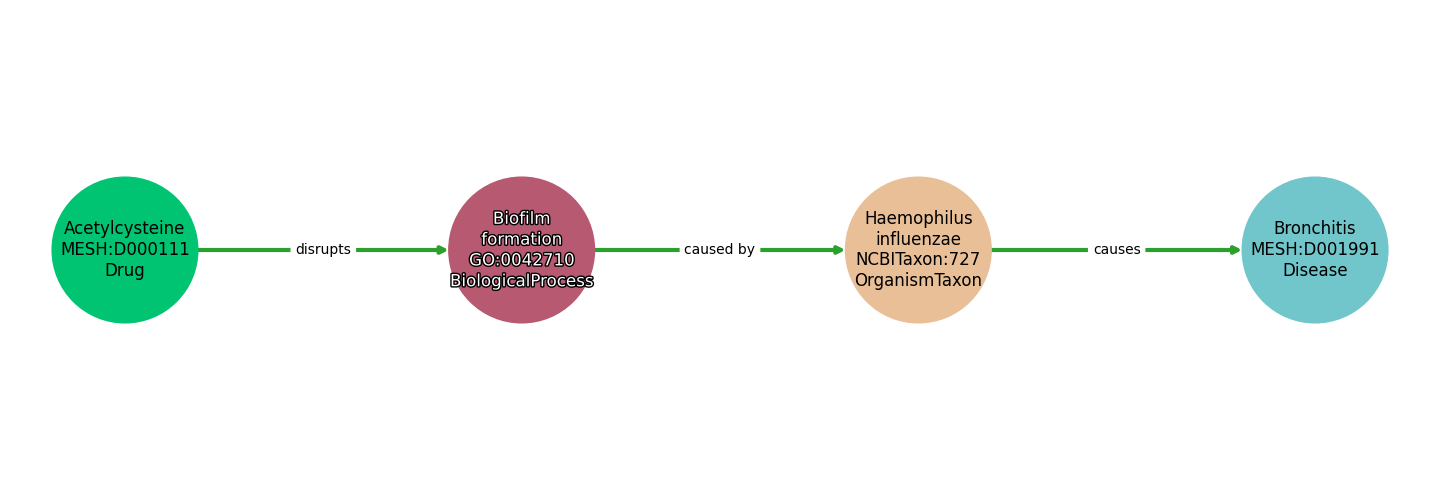 Acetylcysteine
MESH:D000111
Drug
disrupts
Biofilm
formation
GO:0042710
BiologicalProcess
caused by
Haemophilus
influenzae
NCBITaxon:727
OrganismTaxon
causes
Bronchitis
MESH:D001991
Disease